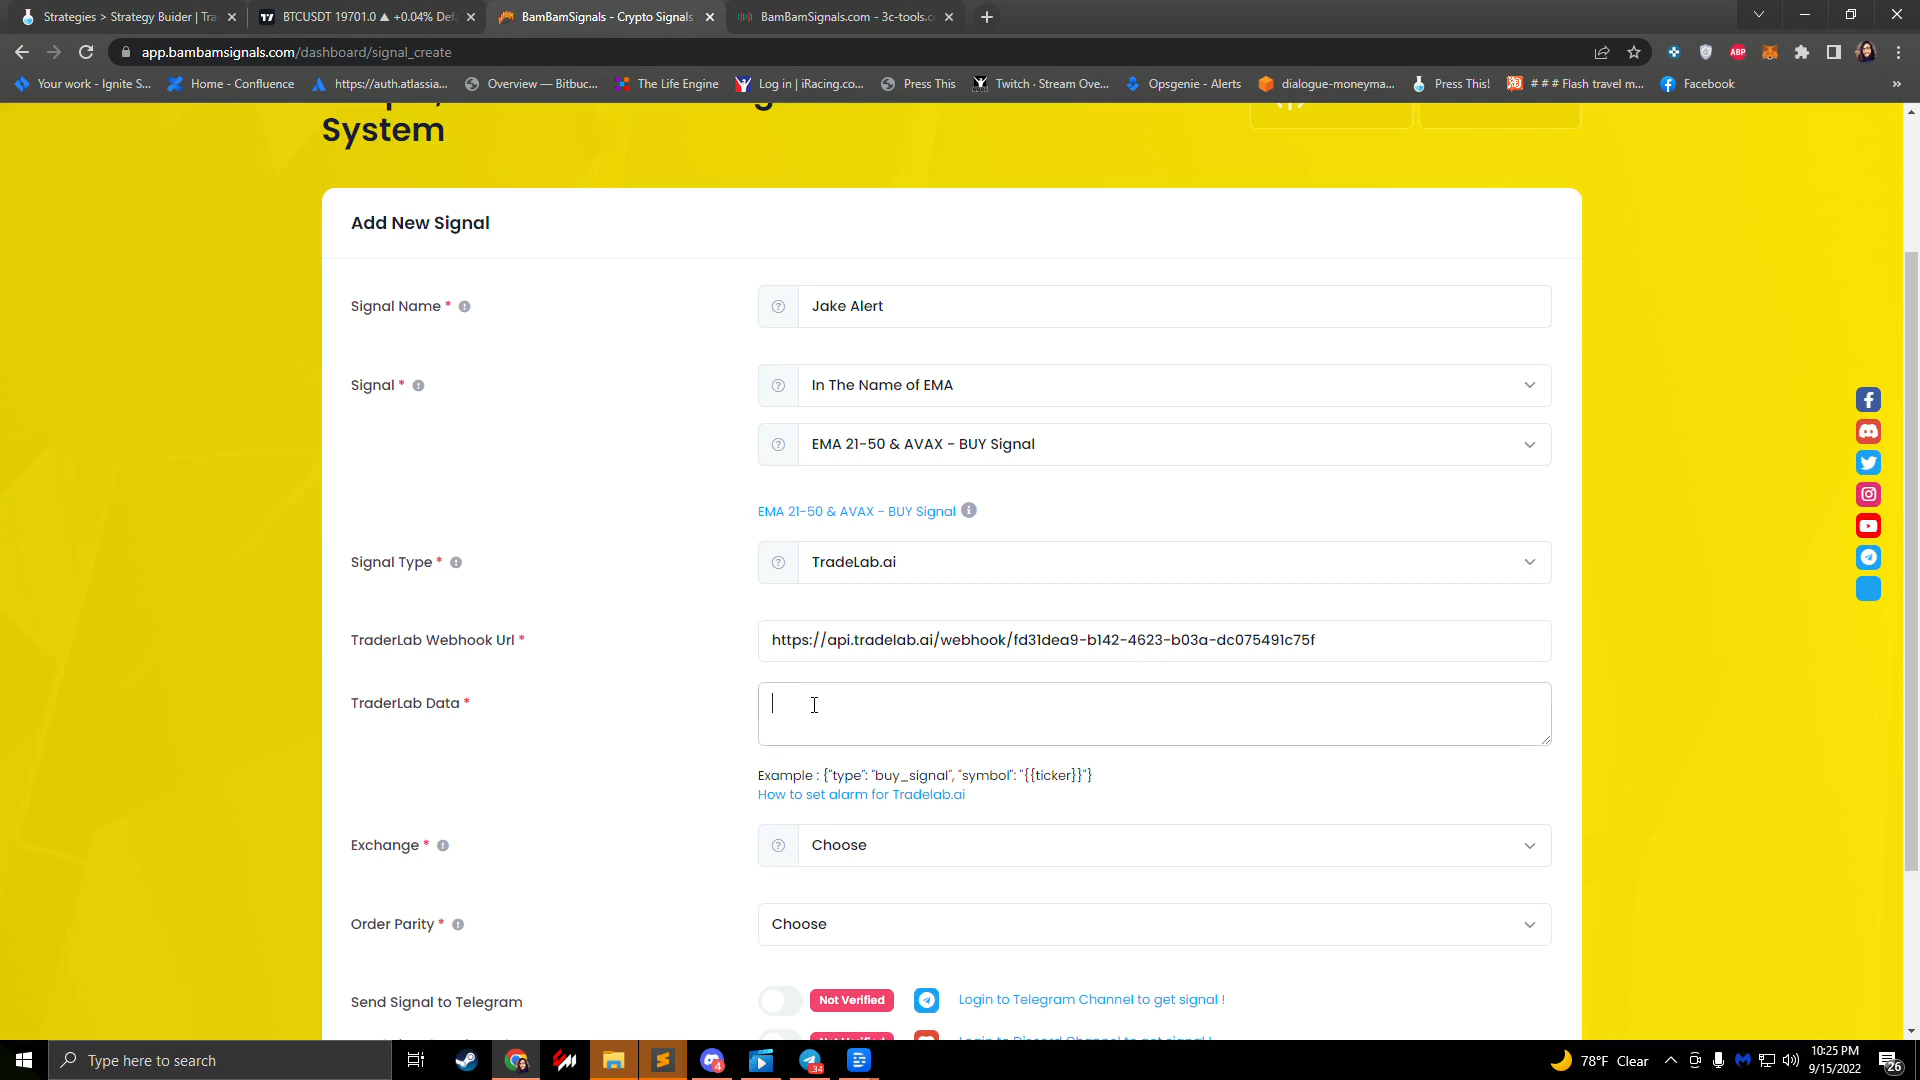 Strategies > Strategy Buider | Tra
BTCUSDT 19701.0 ▲ +0.04% Def
BamBamSignals - Crypto Signals
BamBamSignals.com - 3c-tools.c
app.bambamsignals.com/dashboard/signal_create
Your work - Ignite S...
Home - Confluence
https://auth.atlassia...
Overview — Bitbuc...
The Life Engine
Log in | iRacing.co...
Press This
Twitch · Stream Ove...
Opsgenie - Alerts
dialogue-moneyma...
Press This!
# # # Flash travel m...
Facebook
ABP
System
Add New Signal
Signal Name *
Jake Alert
Signal *
In The Name of EMA
EMA 21-50 & AVAX - BUY Signal
EMA 21-50 & AVAX - BUY Signal
Signal Type *
TradeLab.ai
TraderLab Webhook Url *
https://api.tradelab.ai/webhook/fd31dea9-b142-4623-b03a-dc075491c75f
TraderLab Data *
Example : {"type": "buy_signal", "symbol": "{{ticker}}"}
How to set alarm for Tradelab.ai
Exchange *
Choose
Order Parity *
Choose
Send Signal to Telegram
Not Verified
Login to Telegram Channel to get signal !
Type here to search
4
34
78°F Clear
10:25 PM
9/15/2022
26